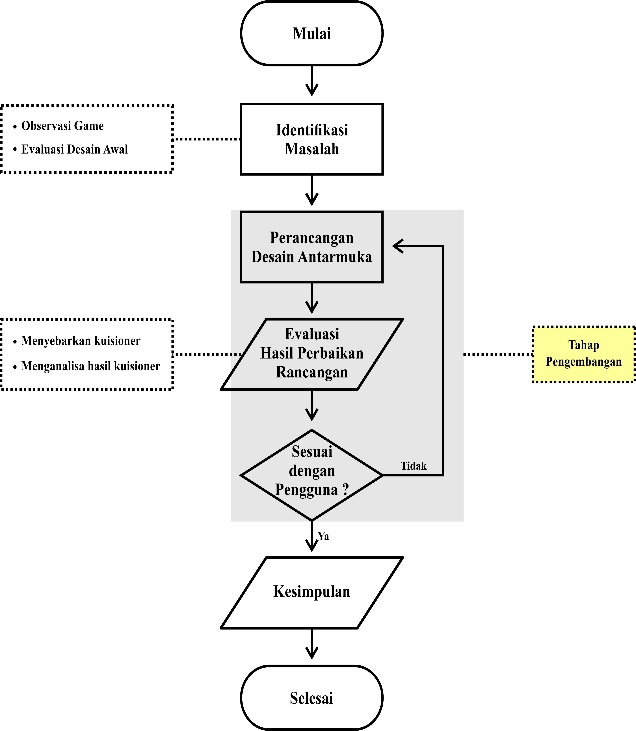 Mulai
• Observasi Game
• Evaluasi Desain Awal
Identifikasi
Masalah
Perancangan
Desain Antarmuka
• Menyebarkan kuisioner
• Menganalisa hasil kuisioner
Evaluasi
Hasil Perbaikan
Rancangan
Tahap
Pengembangan
Sesuai
dengan
Pengguna ?
Tidak
Ya
Kesimpulan
Selesai